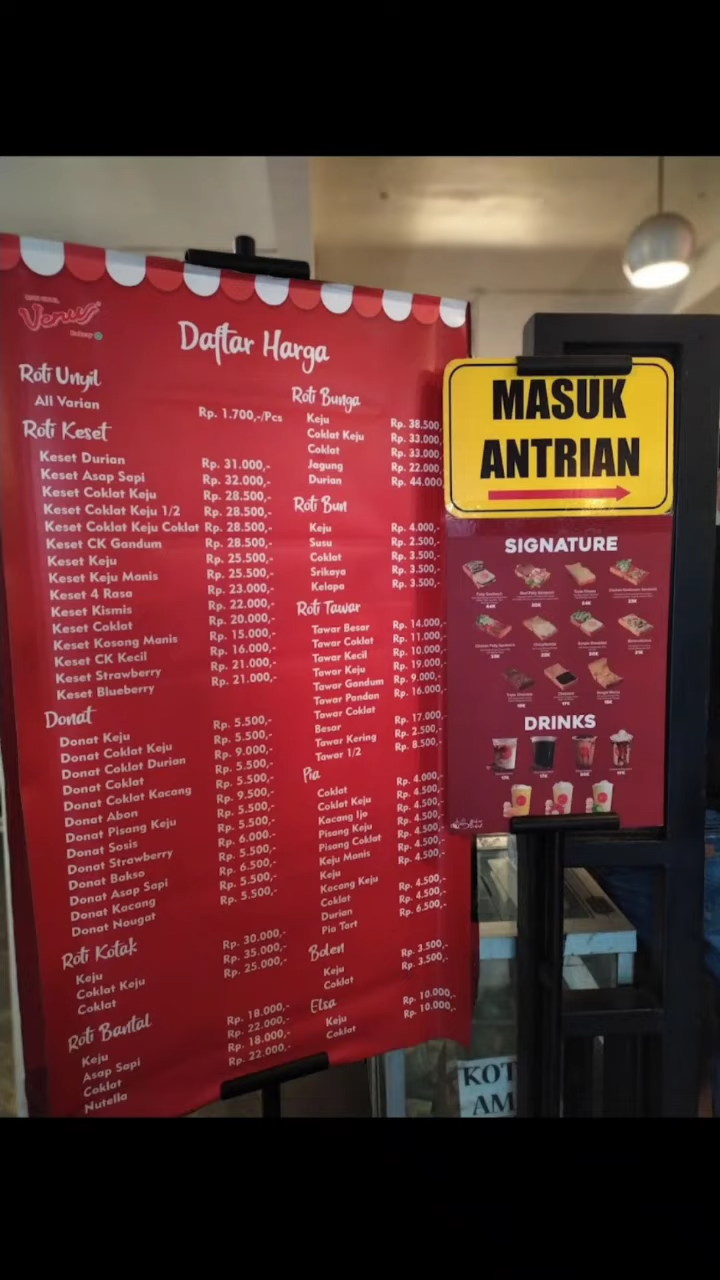 Venus
Bakery
Daftar Harga
Roti Unyil
All Varian Rp. 1.700,-/Pcs
Roti Keset
Keset Durian Rp. 31.000,-
Keset Asap Sapi Rp. 32.000,-
Keset Coklat Keju Rp. 28.500,-
Keset Coklat Keju 1/2 Rp. 28.500,-
Keset Coklat Keju Coklat Rp. 28.500,-
Keset CK Gandum Rp. 28.500,-
Keset Keju Rp. 25.500,-
Keset Keju Manis Rp. 25.500,-
Keset 4 Rasa Rp. 23.000,-
Keset Kismis Rp. 22.000,-
Keset Coklat Rp. 20.000,-
Keset Kosong Manis Rp. 15.000,-
Keset CK Kecil Rp. 16.000,-
Keset Strawberry Rp. 21.000,-
Keset Blueberry Rp. 21.000,-
Donat
Donat Keju Rp. 5.500,-
Donat Coklat Keju Rp. 5.500,-
Donat Coklat Durian Rp. 9.000,-
Donat Coklat Rp. 5.500,-
Donat Coklat Kacang Rp. 5.500,-
Donat Abon Rp. 9.500,-
Donat Pisang Keju Rp. 5.500,-
Donat Sosis Rp. 5.500,-
Donat Strawberry Rp. 6.000,-
Donat Bakso Rp. 5.500,-
Donat Asap Sapi Rp. 6.500,-
Donat Kacang Rp. 5.500,-
Donat Nougat Rp. 5.500,-
Roti Kotak
Keju Rp. 30.000,-
Coklat Keju Rp. 35.000,-
Coklat Rp. 25.000,-
Roti Bantal
Keju Rp. 18.000,-
Asap Sapi Rp. 22.000,-
Coklat Rp. 18.000,-
Nutella Rp. 22.000,-
Roti Bunga
Keju Rp. 38.500,
Coklat Keju Rp. 33.000,
Coklat Rp. 33.000,
Jagung Rp. 22.000,
Durian Rp. 44.000,
Roti Bun
Keju Rp. 4.000,-
Susu Rp. 2.500,-
Coklat Rp. 3.500,-
Srikaya Rp. 3.500,-
Kelapa Rp. 3.500,-
Roti Tawar
Tawar Besar Rp. 14.000,-
Tawar Coklat Rp. 11.000,-
Tawar Kecil Rp. 10.000,-
Tawar Keju Rp. 19.000,-
Tawar Gandum Rp. 9.000,-
Tawar Pandan Rp. 16.000,-
Tawar Coklat
Besar Rp. 17.000,-
Tawar Kering Rp. 2.500,-
Tawar 1/2 Rp. 8.500,-
Pia
Coklat Rp. 4.000,-
Coklat Keju Rp. 4.500,-
Kacang Ijo Rp. 4.500,-
Pisang Keju Rp. 4.500,-
Pisang Coklat Rp. 4.500,-
Keju Manis Rp. 4.500,-
Keju
Kacang Keju Rp. 4.500,-
Coklat Rp. 4.500,-
Durian Rp. 6.500,-
Pia Tart
Bolen
Keju Rp. 3.500,-
Coklat Rp. 3.500,-
Elsa
Keju Rp. 10.000,-
Coklat Rp. 10.000,-
MASUK
ANTRIAN
SIGNATURE
DRINKS
KOT
AM